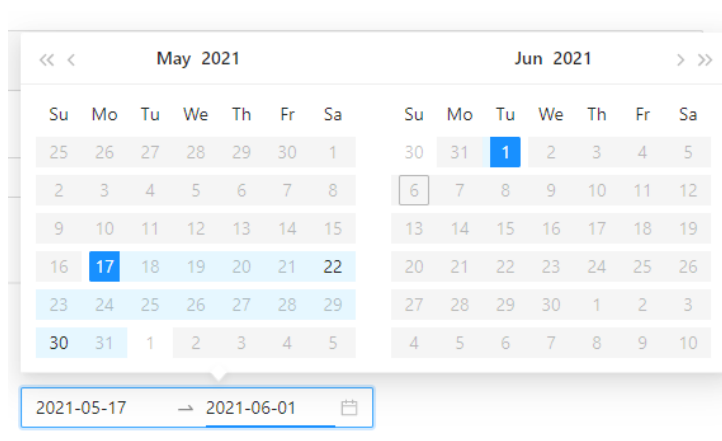 « < May 2021 Jun 2021 > »
Su Mo Tu We Th Fr Sa Su Mo Tu We Th Fr Sa
25 26 27 28 29 30 1 30 31 1 2 3 4 5
2 3 4 5 6 7 8 6 7 8 9 10 11 12
9 10 11 12 13 14 15 13 14 15 16 17 18 19
16 17 18 19 20 21 22 20 21 22 23 24 25 26
23 24 25 26 27 28 29 27 28 29 30 1 2 3
30 31 1 2 3 4 5 4 5 6 7 8 9 10
2021-05-17 → 2021-06-01